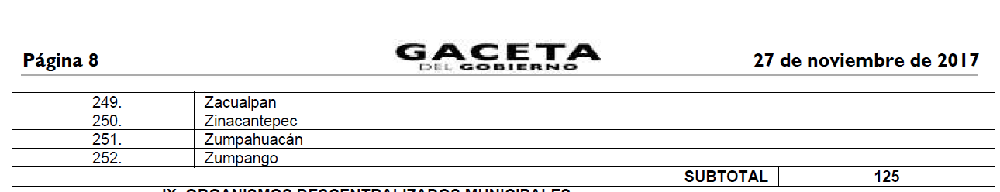 Página 8
GACETA
DEL GOBIERNO
27 de noviembre de 2017
249. Zacualpan
250. Zinacantepec
251. Zumpahuacán
252. Zumpango
SUBTOTAL 125
IX. ORGANISMOS DESCENTRALIZADOS MUNICIPALES